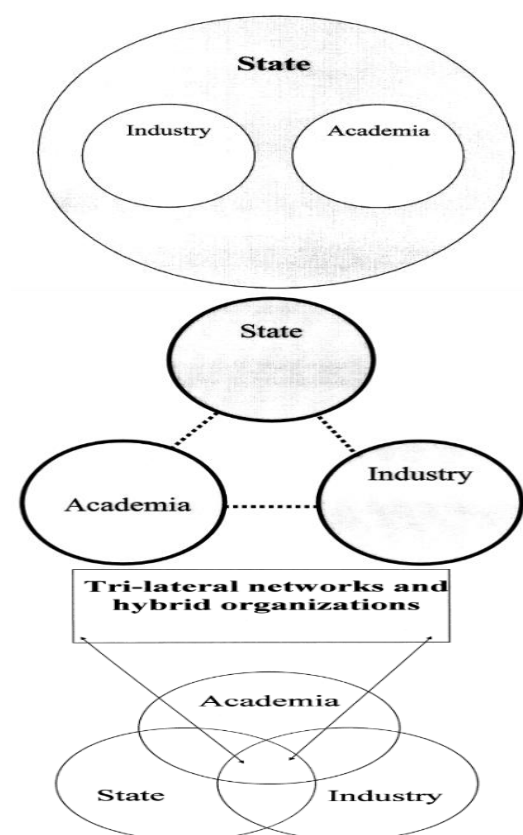 State
Industry Academia
State
Industry
Academia
Tri-lateral networks and
hybrid organizations
Academia
State Industry